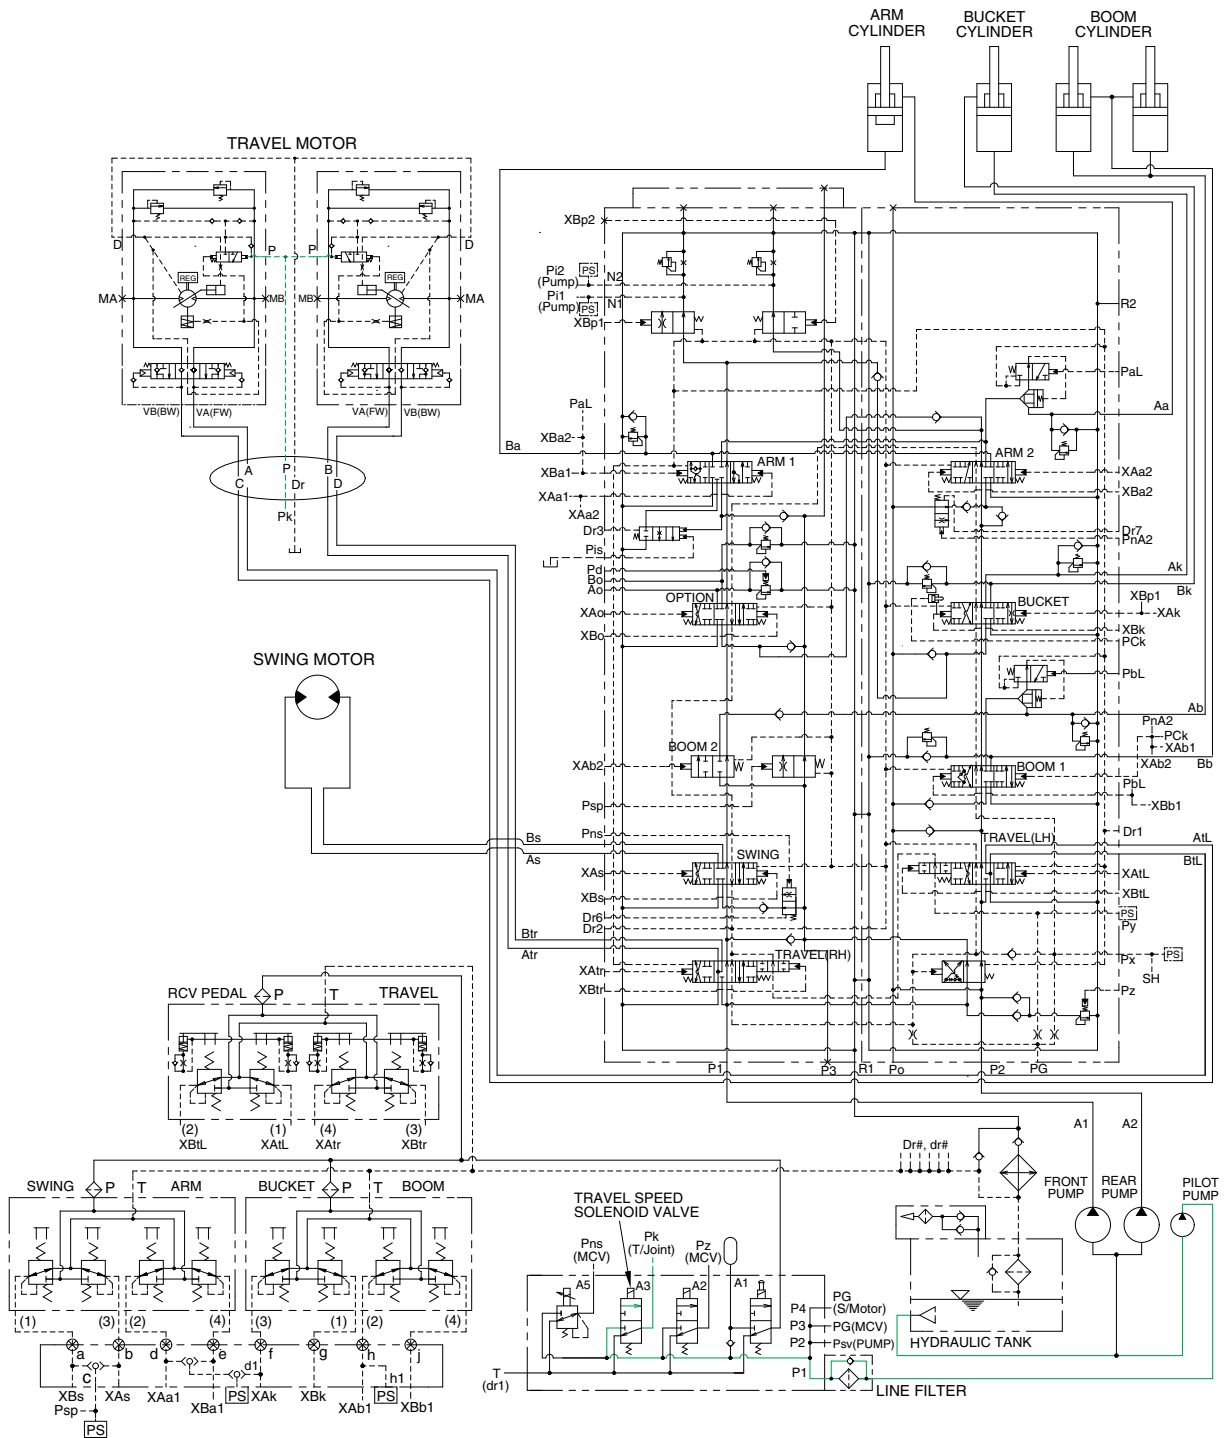 ARM
CYLINDER
BUCKET
CYLINDER
BOOM
CYLINDER
TRAVEL MOTOR
D
P
P
D
REG
REG
MA
MB
MB
MA
VB(BW)
VA(FW)
VA(FW)
VB(BW)
A
P
B
C
Dr
D
Pk
SWING MOTOR
XBp2
Pi2
(Pump)
PS
N2
Pi1
(Pump)
PS
N1
XBp1
R2
PaL
Aa
PaL
XBa2
Ba
XBa1
ARM 1
ARM 2
XAa2
XBa2
XAa1
XAa2
Dr3
Dr7
PnA2
Pis
Pd
Bo
Ao
Ak
Bk
OPTION
BUCKET
XBp1
XAk
XAo
XBo
XBk
PCk
PbL
Ab
PnA2
PCk
XAb1
XAb2
Bb
BOOM 2
BOOM 1
XAb2
PbL
XBb1
Psp
Pns
Dr1
Bs
As
SWING
TRAVEL(LH)
AtL
BtL
XAs
XAtL
XBs
XBtL
Dr6
Dr2
PS
Py
Btr
Atr
TRAVEL(RH)
Px
PS
SH
XAtr
XBtr
Pz
P1
P3
R1
Po
P2
PG
RCV PEDAL
P
T
TRAVEL
(2)
(1)
(4)
(3)
XBtL
XAtL
XAtr
XBtr
A1
A2
Dr#, dr#
FRONT
PUMP
REAR
PUMP
PILOT
PUMP
SWING
P
T
ARM
BUCKET
P
T
BOOM
(1)
(3)
(2)
(4)
(3)
(1)
(2)
(4)
a
b
d
e
f
g
h
j
c
d1
h1
XBs
XAs
XAa1
XBa1
PS
XAk
XBk
XAb1
PS
XBb1
Psp
PS
TRAVEL SPEED
SOLENOID VALVE
Pns
(MCV)
Pk
(T/Joint)
Pz
(MCV)
A5
A3
A2
A1
P4
PG
(S/Motor)
P3
PG(MCV)
P2
Psv(PUMP)
P1
T
(dr1)
LINE FILTER
HYDRAULIC TANK